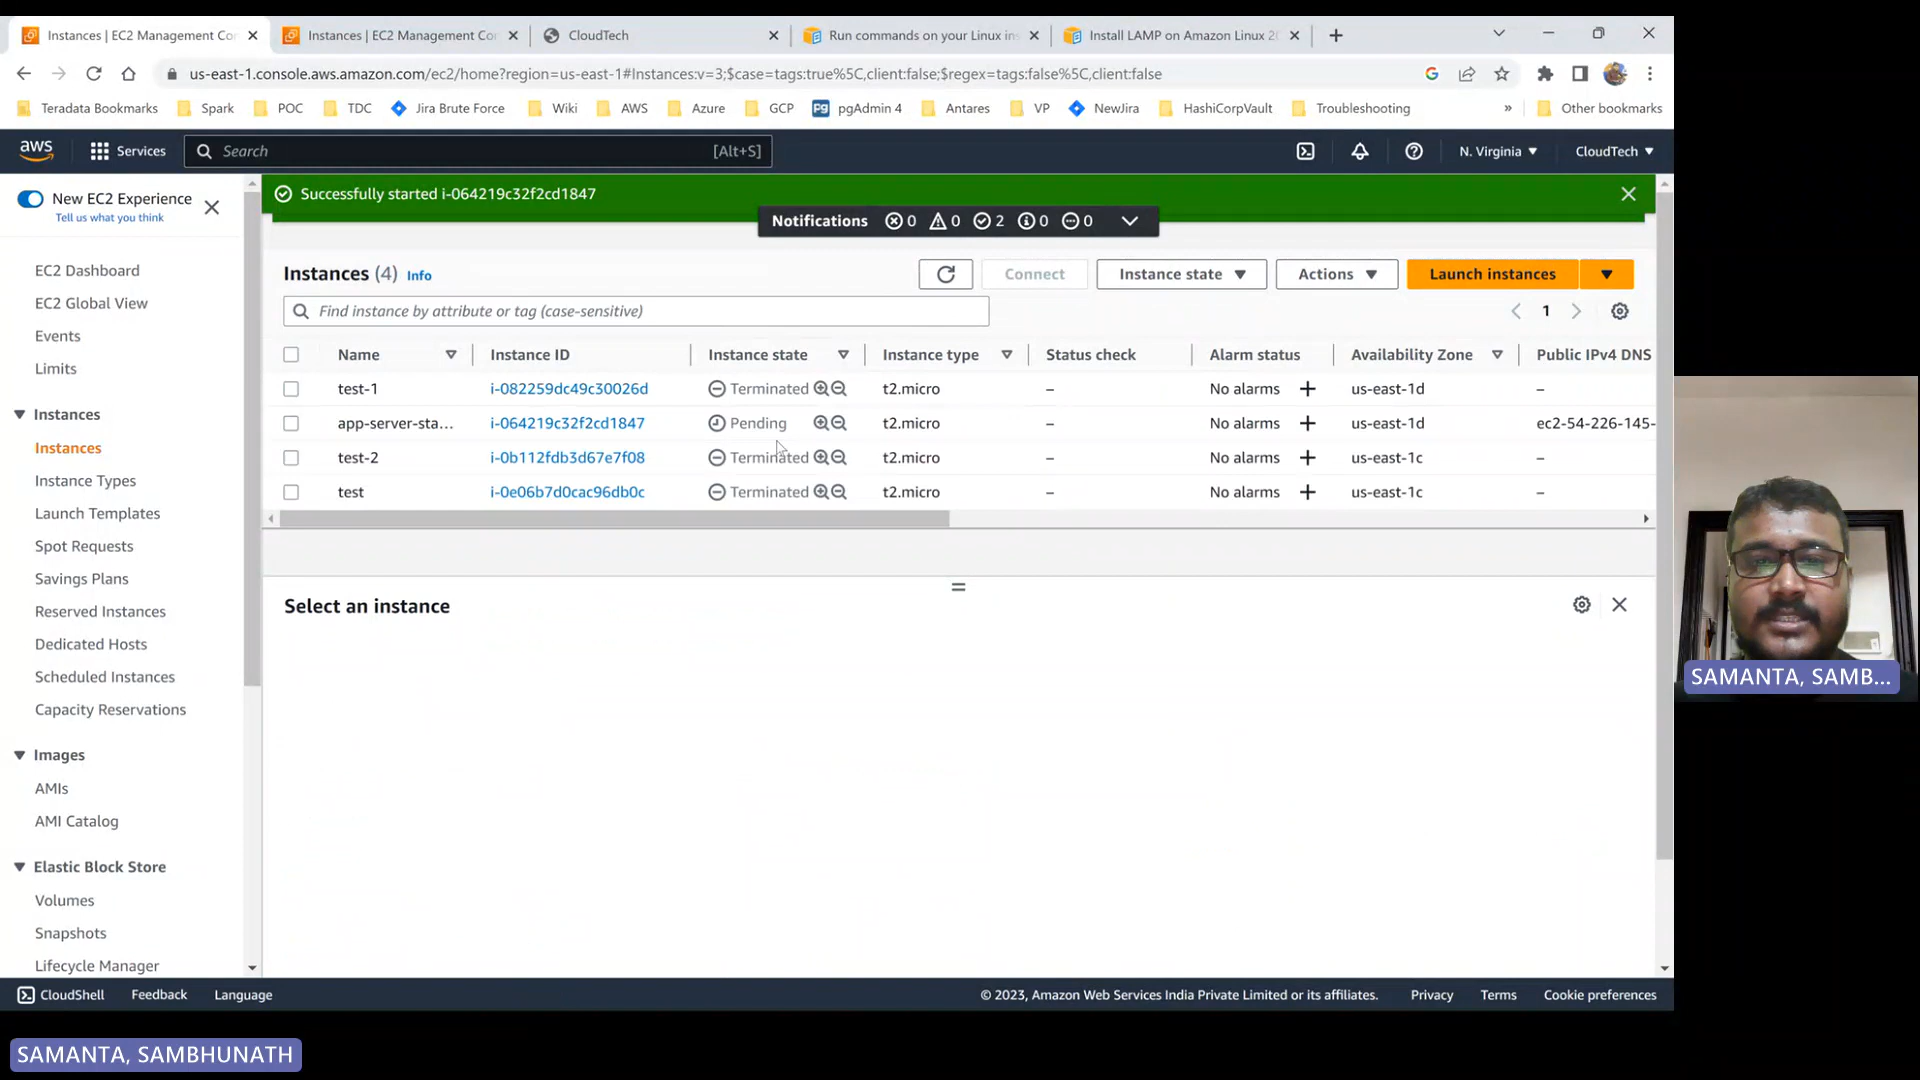 Instances | EC2 Management Co
Instances | EC2 Management Co
CloudTech
Run commands on your Linux in
Install LAMP on Amazon Linux 20
us-east-1.console.aws.amazon.com/ec2/home?region=us-east-1#Instances:v=3;$case=tags:true%5C,client:false;$regex=tags:false%5C,client:false
Teradata Bookmarks
Spark
POC
TDC
Jira Brute Force
Wiki
AWS
Azure
GCP
pgAdmin 4
Antares
VP
NewJira
HashiCorpVault
Troubleshooting
»
Other bookmarks
aws
Services
Search
[Alt+S]
N. Virginia
CloudTech
New EC2 Experience
Tell us what you think
Successfully started i-064219c32f2cd1847
Notifications 0 0 2 0 0
EC2 Dashboard
EC2 Global View
Events
Limits
Instances
Instances
Instance Types
Launch Templates
Spot Requests
Savings Plans
Reserved Instances
Dedicated Hosts
Scheduled Instances
Capacity Reservations
Images
AMIs
AMI Catalog
Elastic Block Store
Volumes
Snapshots
Lifecycle Manager
Instances (4) Info
Connect
Instance state
Actions
Launch instances
Find instance by attribute or tag (case-sensitive)
1
Name Instance ID Instance state Instance type Status check Alarm status Availability Zone Public IPv4 DNS
test-1 i-082259dc49c30026d Terminated t2.micro – No alarms + us-east-1d –
app-server-sta... i-064219c32f2cd1847 Pending t2.micro – No alarms + us-east-1d ec2-54-226-145-
test-2 i-0b112fdb3d67e7f08 Terminated t2.micro – No alarms + us-east-1c –
test i-0e06b7d0cac96db0c Terminated t2.micro – No alarms + us-east-1c –
Select an instance
SAMANTA, SAMB...
CloudShell
Feedback
Language
© 2023, Amazon Web Services India Private Limited or its affiliates.
Privacy
Terms
Cookie preferences
SAMANTA, SAMBHUNATH